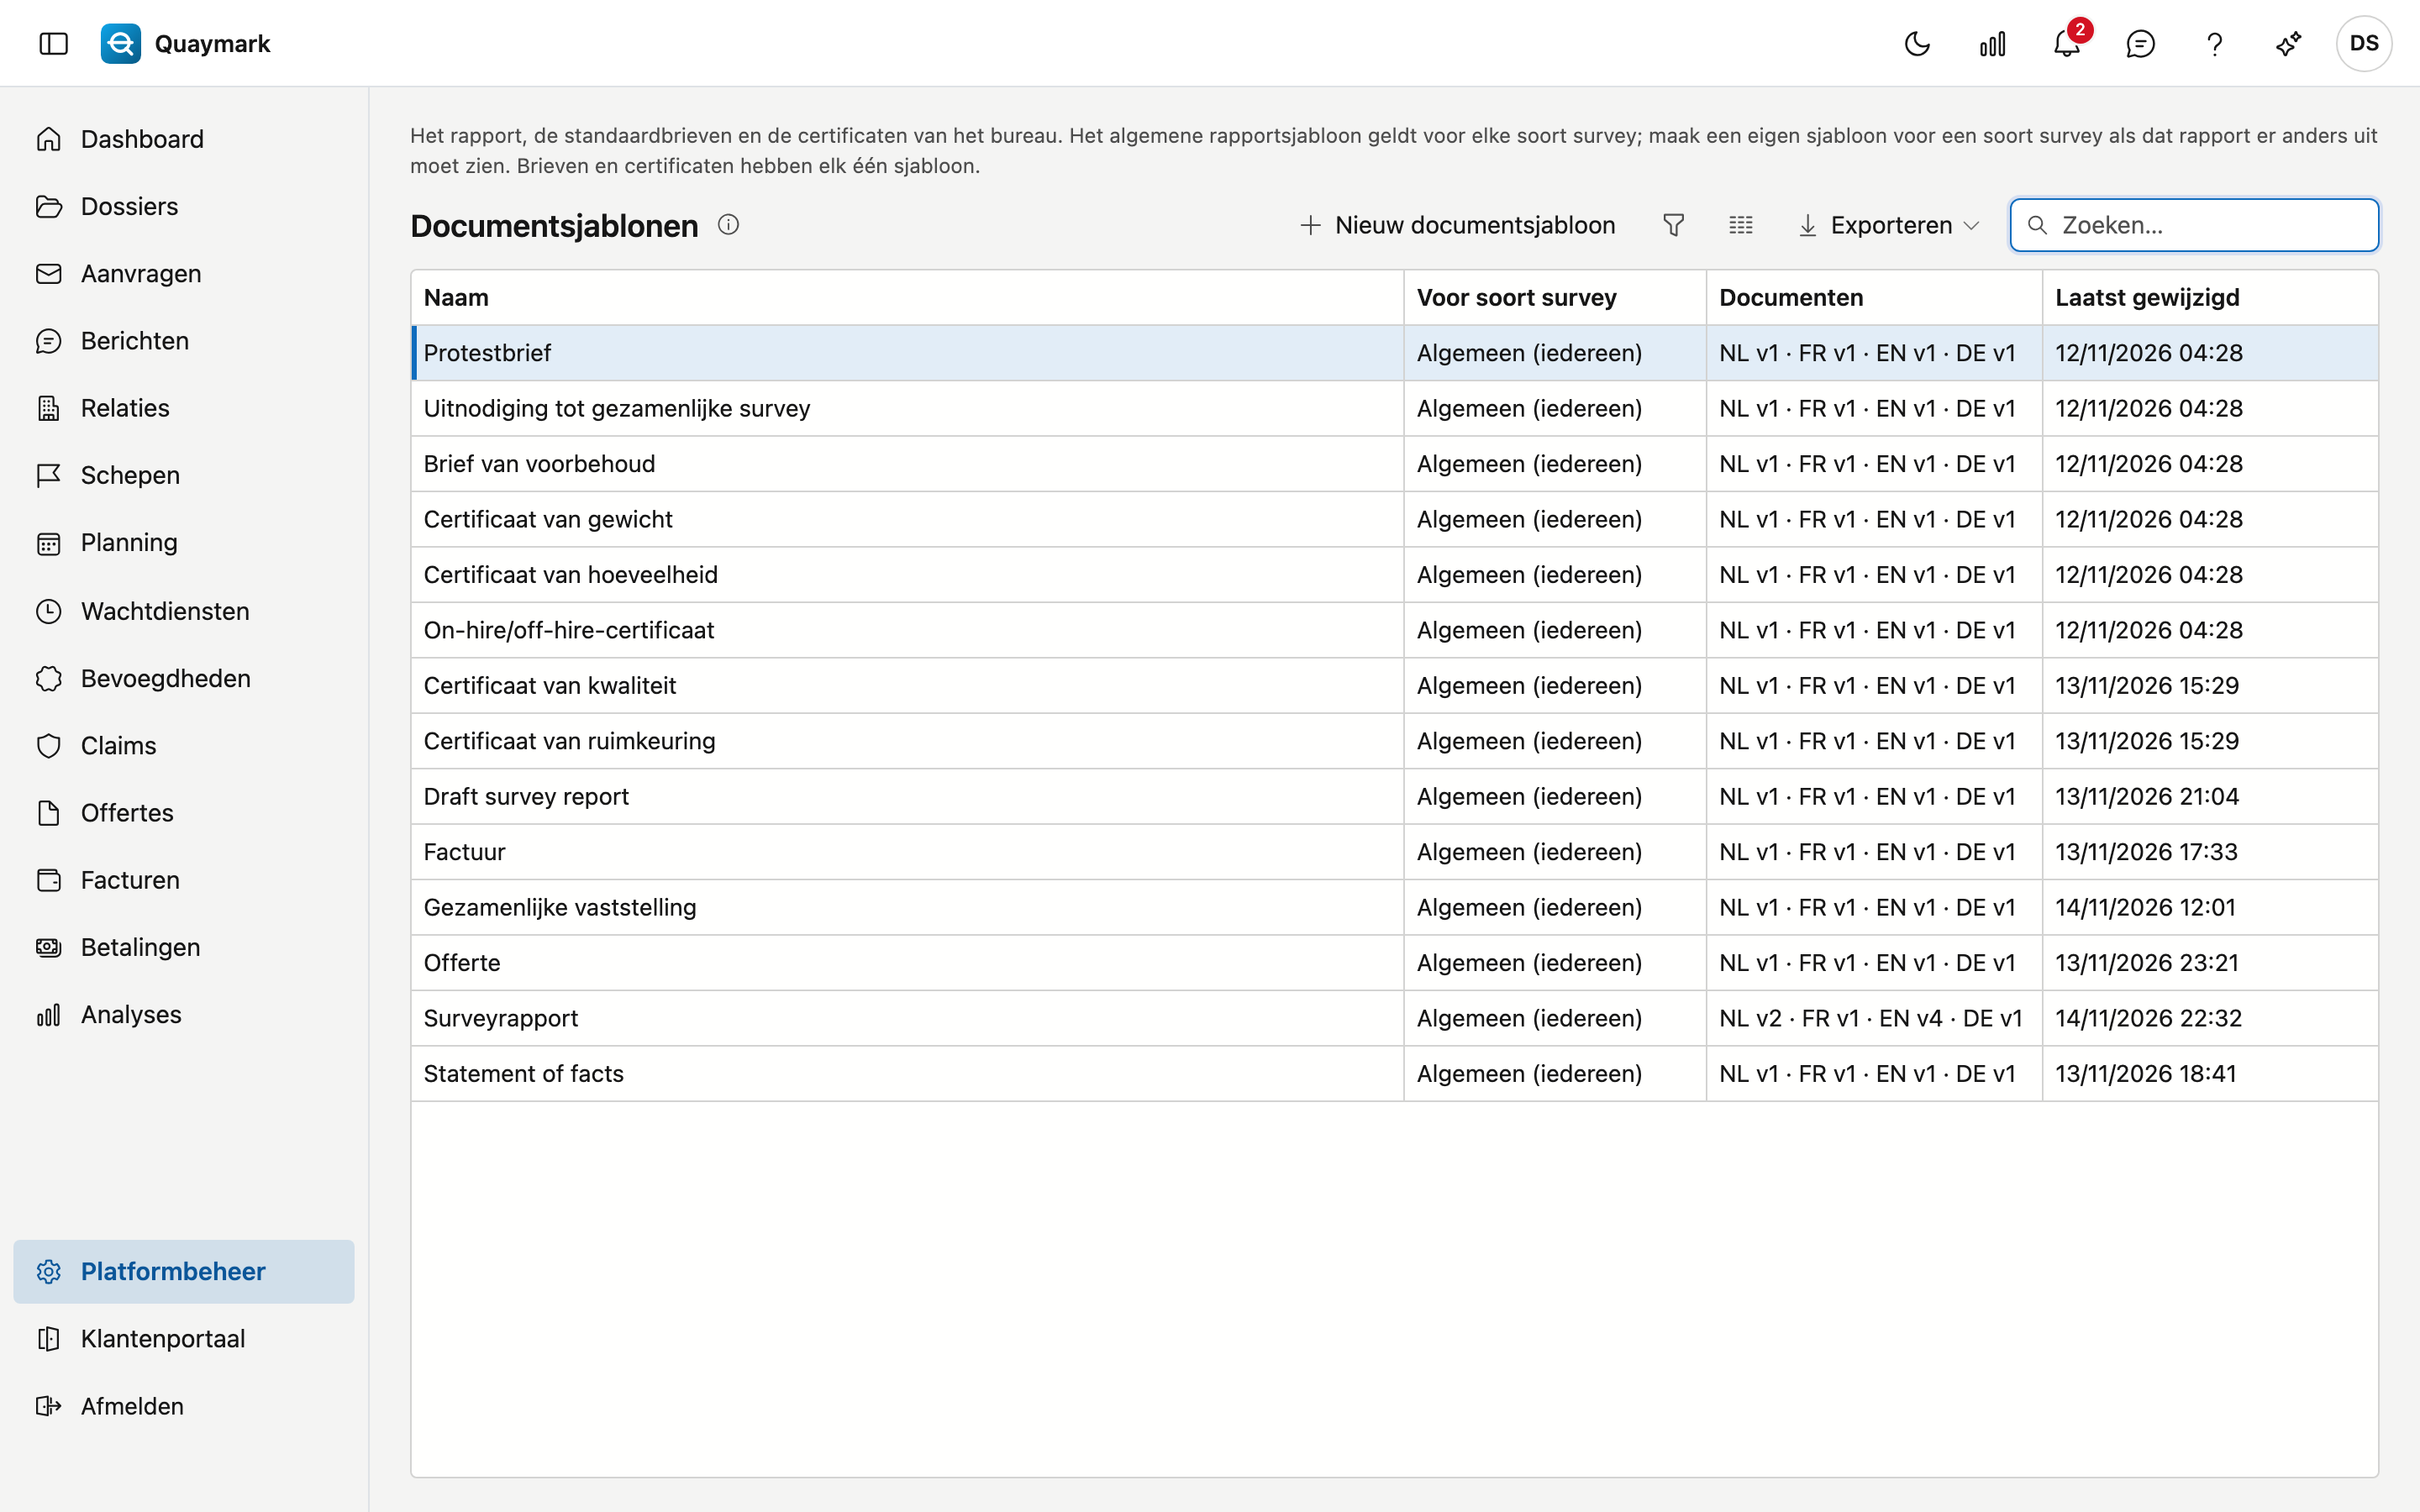 Quaymark
2
DS
Dashboard
Dossiers
Aanvragen
Berichten
Relaties
Schepen
Planning
Wachtdiensten
Bevoegdheden
Claims
Offertes
Facturen
Betalingen
Analyses
Platformbeheer
Klantenportaal
Afmelden
Het rapport, de standaardbrieven en de certificaten van het bureau. Het algemene rapportsjabloon geldt voor elke soort survey; maak een eigen sjabloon voor een soort survey als dat rapport er anders uit
moet zien. Brieven en certificaten hebben elk één sjabloon.
Documentsjablonen Nieuw documentsjabloon Exporteren Zoeken...
Naam Voor soort survey Documenten Laatst gewijzigd
Protestbrief Algemeen (iedereen) NL v1 · FR v1 · EN v1 · DE v1 12/11/2026 04:28
Uitnodiging tot gezamenlijke survey Algemeen (iedereen) NL v1 · FR v1 · EN v1 · DE v1 12/11/2026 04:28
Brief van voorbehoud Algemeen (iedereen) NL v1 · FR v1 · EN v1 · DE v1 12/11/2026 04:28
Certificaat van gewicht Algemeen (iedereen) NL v1 · FR v1 · EN v1 · DE v1 12/11/2026 04:28
Certificaat van hoeveelheid Algemeen (iedereen) NL v1 · FR v1 · EN v1 · DE v1 12/11/2026 04:28
On-hire/off-hire-certificaat Algemeen (iedereen) NL v1 · FR v1 · EN v1 · DE v1 12/11/2026 04:28
Certificaat van kwaliteit Algemeen (iedereen) NL v1 · FR v1 · EN v1 · DE v1 13/11/2026 15:29
Certificaat van ruimkeuring Algemeen (iedereen) NL v1 · FR v1 · EN v1 · DE v1 13/11/2026 15:29
Draft survey report Algemeen (iedereen) NL v1 · FR v1 · EN v1 · DE v1 13/11/2026 21:04
Factuur Algemeen (iedereen) NL v1 · FR v1 · EN v1 · DE v1 13/11/2026 17:33
Gezamenlijke vaststelling Algemeen (iedereen) NL v1 · FR v1 · EN v1 · DE v1 14/11/2026 12:01
Offerte Algemeen (iedereen) NL v1 · FR v1 · EN v1 · DE v1 13/11/2026 23:21
Surveyrapport Algemeen (iedereen) NL v2 · FR v1 · EN v4 · DE v1 14/11/2026 22:32
Statement of facts Algemeen (iedereen) NL v1 · FR v1 · EN v1 · DE v1 13/11/2026 18:41